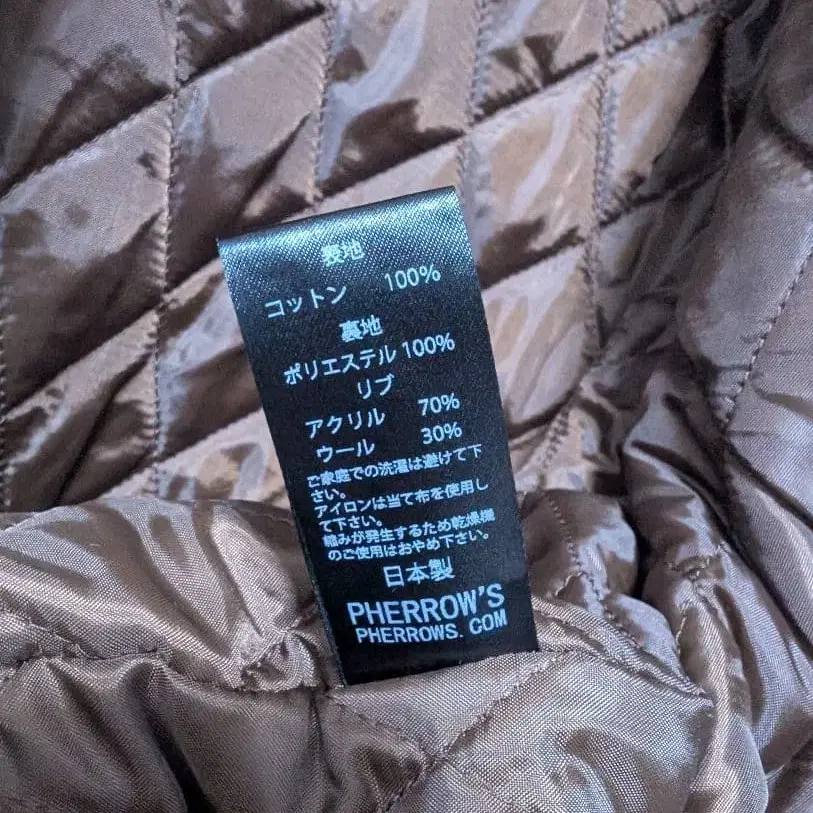 表地
コットン 100%
裏地
ポリエステル 100%
リブ
アクリル 70%
ウール 30%
ご家庭での洗濯は避けて下
さい。
アイロンは当て布を使用し
て下さい。
縮みが発生するため乾燥機
のご使用はおやめ下さい。
日本製
PHERROW'S
PHERROWS. COM